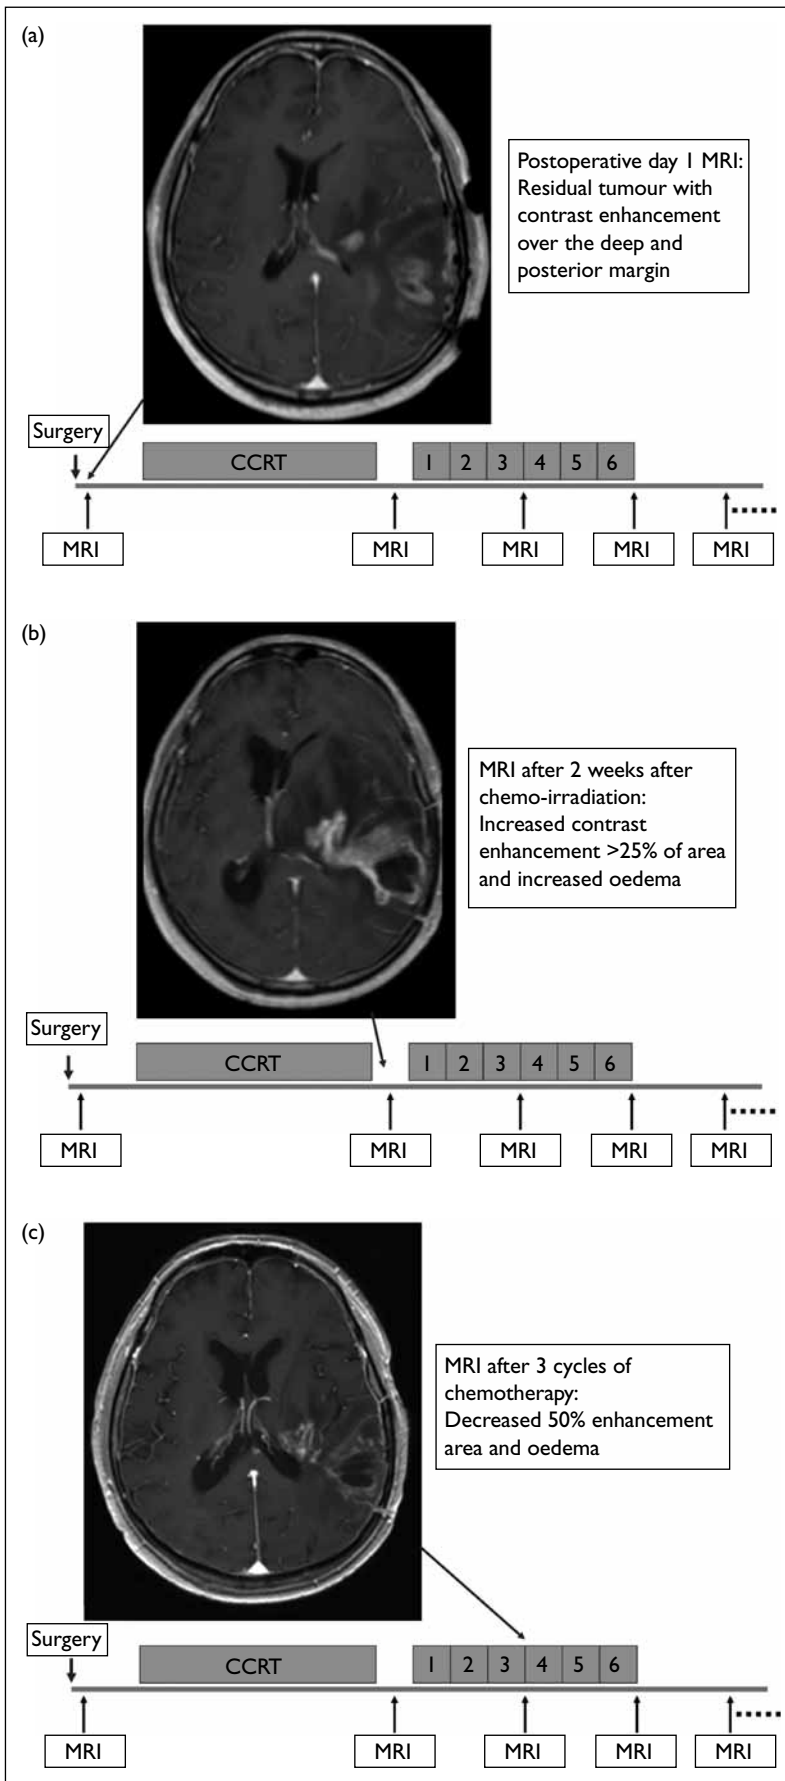 (a)
Postoperative day 1 MRI:
Residual tumour with
contrast enhancement
over the deep and
posterior margin
Surgery
CCRT
1 2 3 4 5 6
MRI MRI MRI MRI MRI
(b)
MRI after 2 weeks after
chemo-irradiation:
Increased contrast
enhancement >25% of area
and increased oedema
Surgery
CCRT
1 2 3 4 5 6
MRI MRI MRI MRI MRI
(c)
MRI after 3 cycles of
chemotherapy:
Decreased 50% enhancement
area and oedema
Surgery
CCRT
1 2 3 4 5 6
MRI MRI MRI MRI MRI